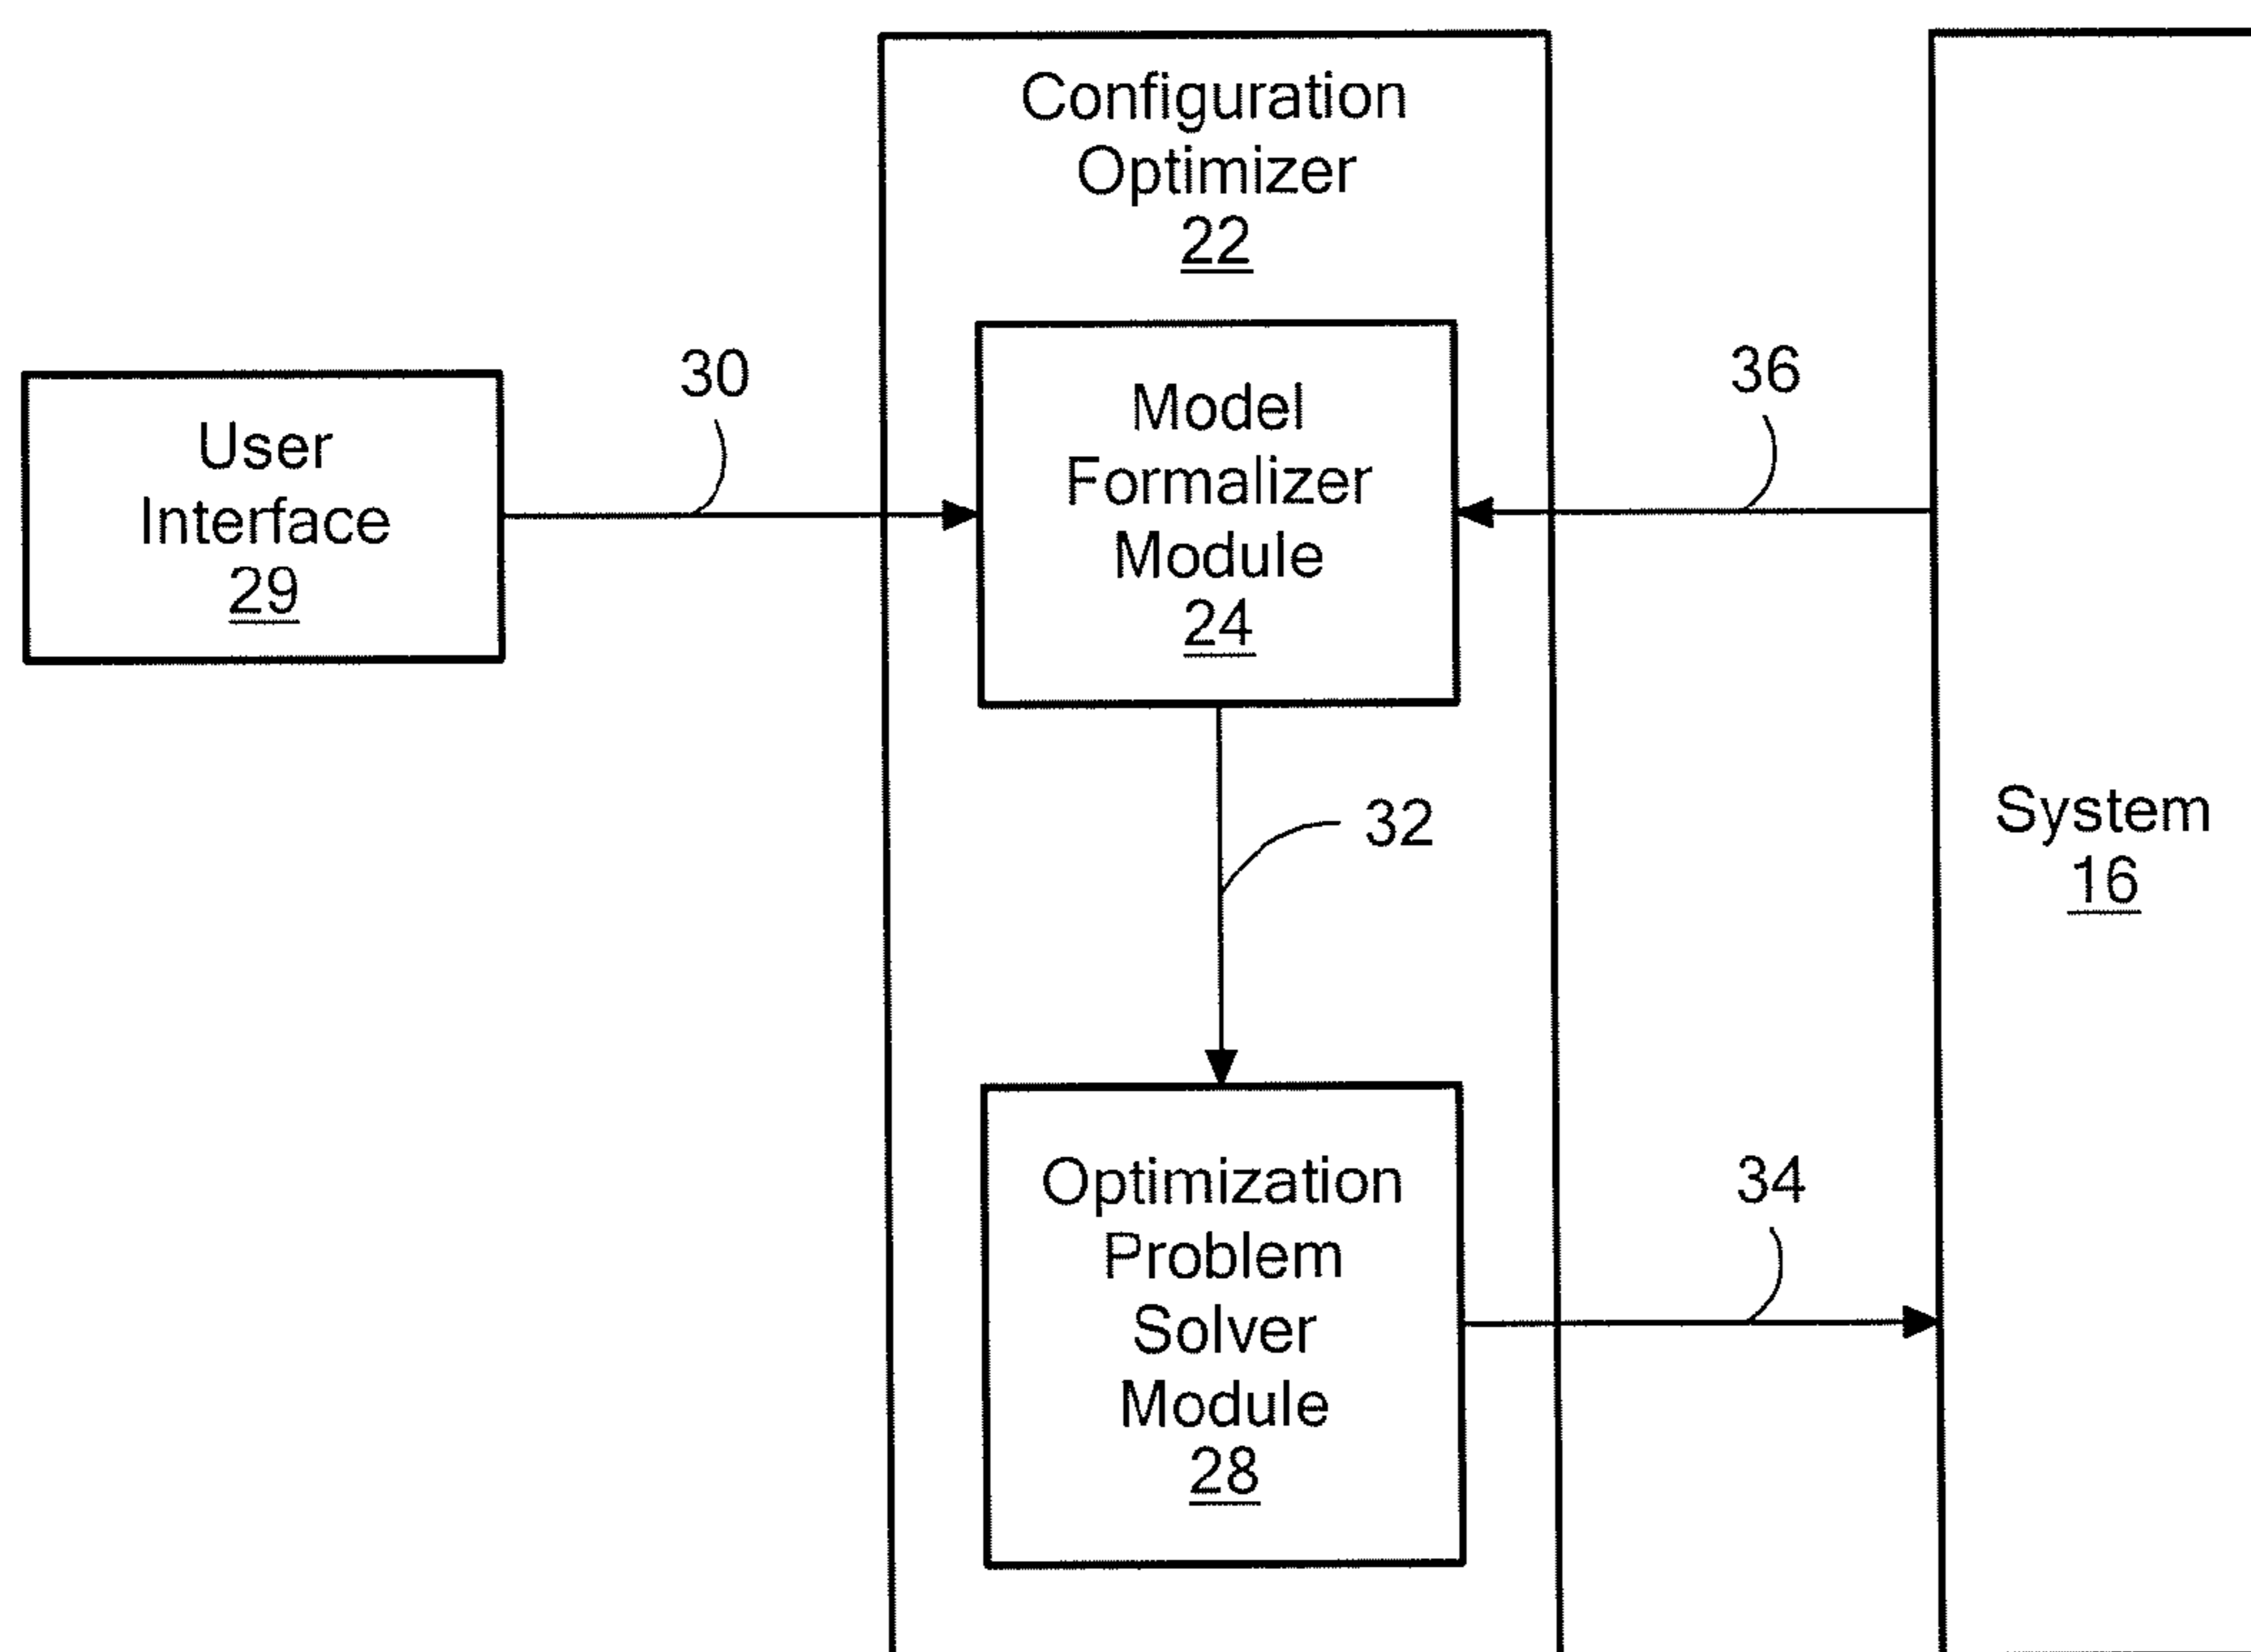 Configuration
Optimizer
22
User
Interface
29
30
Model
Formalizer
Module
24
36
32
System
16
Optimization
Problem
Solver
Module
28
34